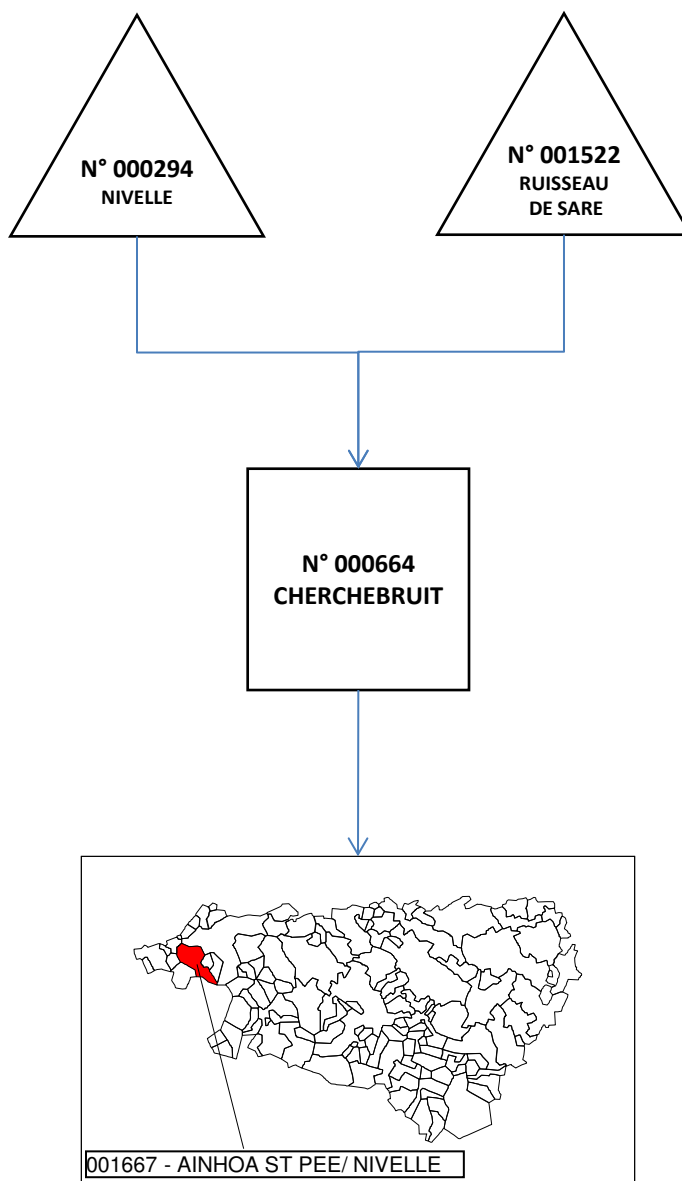 N° 000294
NIVELLE
N° 001522
RUISSEAU
DE SARE
N° 000664
CHERCHEBRUIT
001667 - AINHOA ST PEE/ NIVELLE